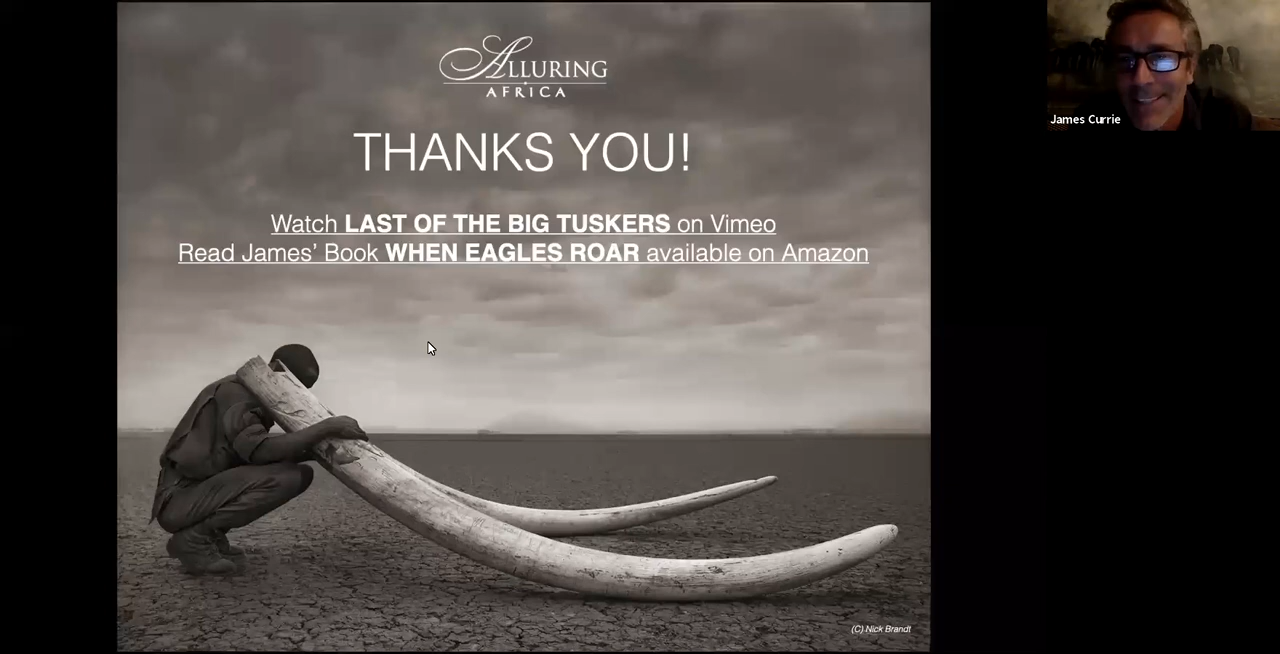 ALLURING
AFRICA
THANKS YOU!
Watch LAST OF THE BIG TUSKERS on Vimeo
Read James’ Book WHEN EAGLES ROAR available on Amazon
(C) Nick Brandt
James Currie